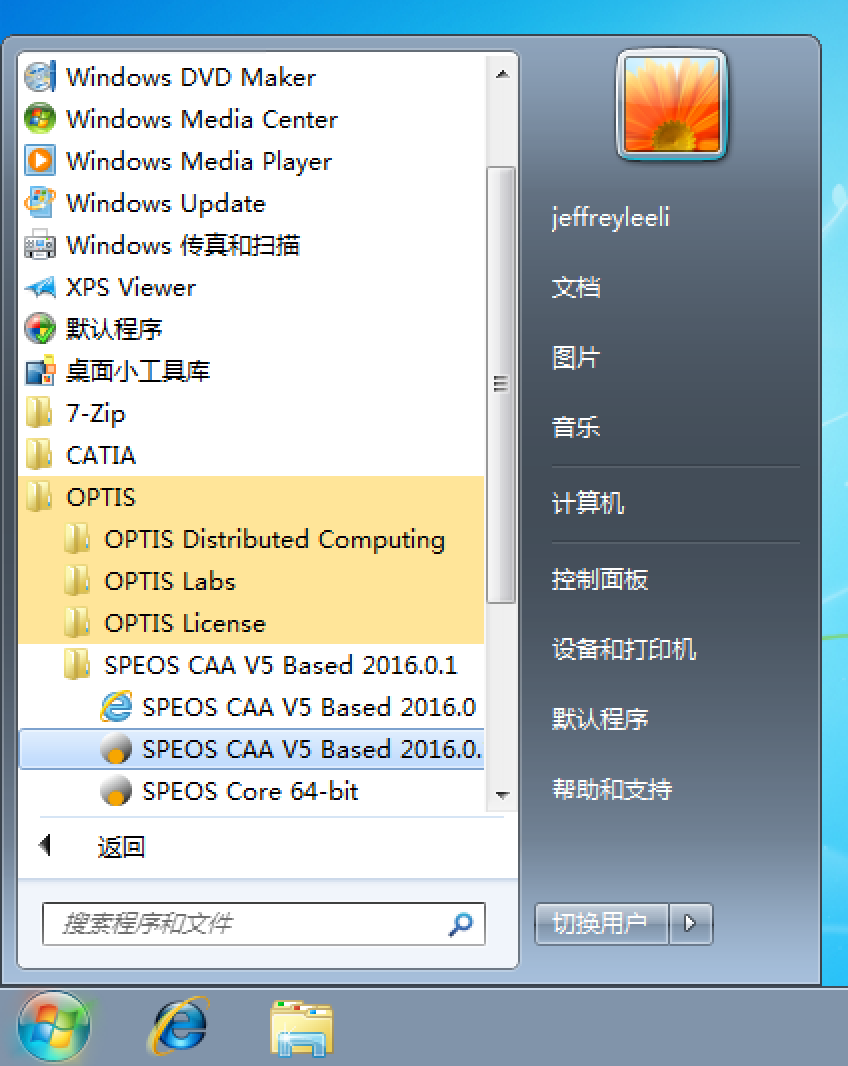 Windows DVD Maker
Windows Media Center
Windows Media Player
Windows Update
Windows 传真和扫描
XPS Viewer
默认程序
桌面小工具库
7-Zip
CATIA
OPTIS
OPTIS Distributed Computing
OPTIS Labs
OPTIS License
SPEOS CAA V5 Based 2016.0.1
SPEOS CAA V5 Based 2016.0
SPEOS CAA V5 Based 2016.0.
SPEOS Core 64-bit
返回
搜索程序和文件
jeffreyleeli
文档
图片
音乐
计算机
控制面板
设备和打印机
默认程序
帮助和支持
切换用户